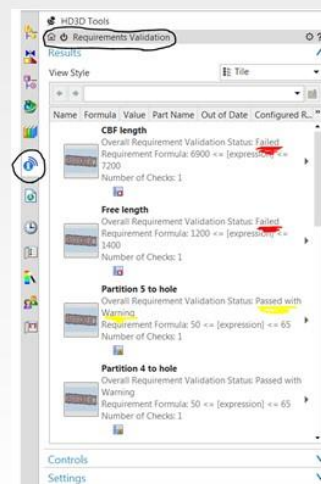 HD3D Tools
Requirements Validation
Results
View Style
Tile
Name Formula Value Part Name Out of Date Configured R...
CBF length
Overall Requirement Validation Status: Failed
Requirement Formula: 6900 <= [expression] <=
7200
Number of Checks: 1
Free length
Overall Requirement Validation Status: Failed
Requirement Formula: 1200 <= [expression] <=
1400
Number of Checks: 1
Partition 5 to hole
Overall Requirement Validation Status: Passed with
Warning
Requirement Formula: 50 <= [expression] <= 65
Number of Checks: 1
Partition 4 to hole
Overall Requirement Validation Status: Passed with
Warning
Requirement Formula: 50 <= [expression] <= 65
Number of Checks: 1
Controls
Settings